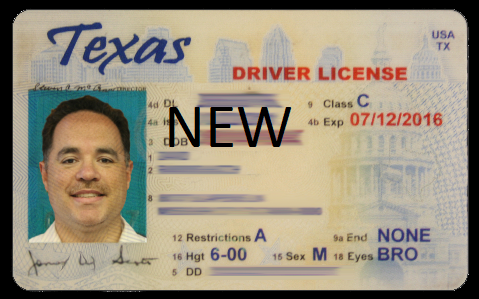 Texas
USA
TX
DRIVER LICENSE
DIRECTOR
4d DL
9 Class C
4a Iss
4b Exp 07/12/2016
NEW
3 DOB
1
2
8
12 Restrictions A
9a End NONE
16 Hgt 6-00
15 Sex M
18 Eyes BRO
5 DD